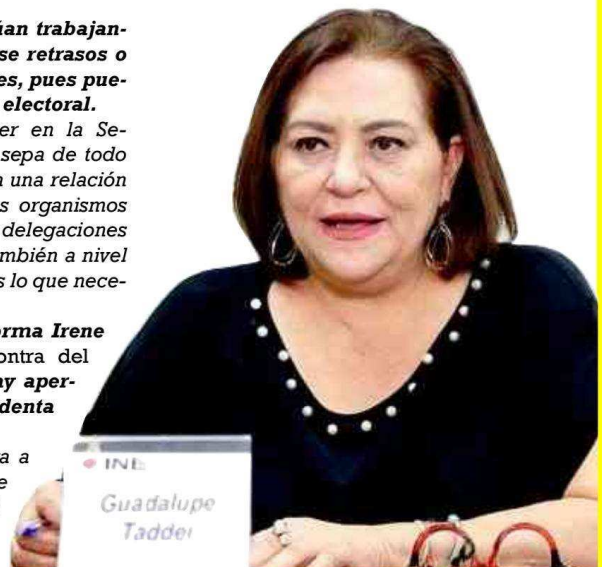 úan trabajan-
se retrasos o
es, pues pue-
electoral.
er en la Se-
sepa de todo
una relación
s organismos
delegaciones
mbién a nivel
s lo que nece-
orma Irene
ontra del
ay aper-
denta
a a
e
INE
Guadalupe
Taddei